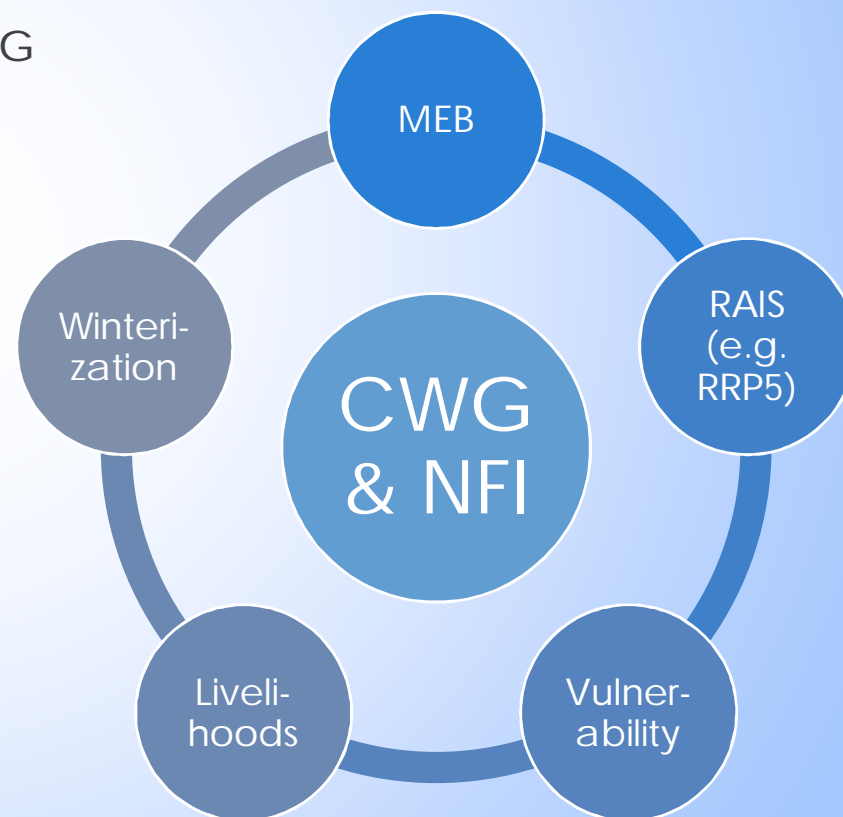 G
MEB
RAIS
(e.g.
RRP5)
Winteri-
zation
CWG
& NFI
Liveli-
hoods
Vulner-
ability